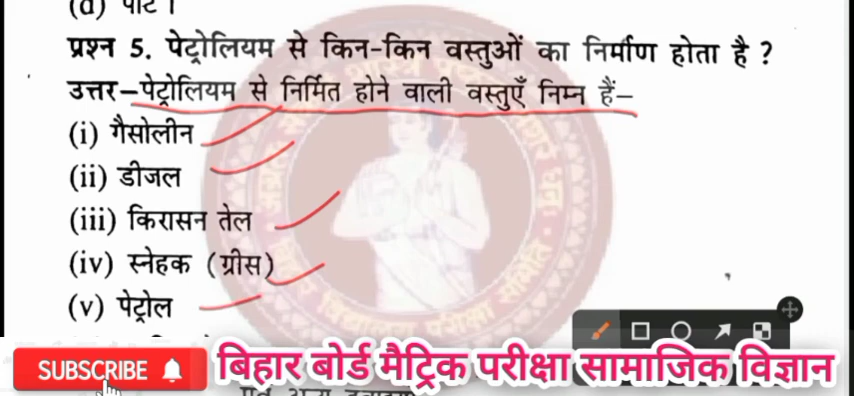 (d) पाट ।
प्रश्न 5. पेट्रोलियम से किन-किन वस्तुओं का निर्माण होता है ?
उत्तर–पेट्रोलियम से निर्मित होने वाली वस्तुएँ निम्न हैं–
(i) गैसोलीन
(ii) डीजल
(iii) किरासन तेल
(iv) स्नेहक (ग्रीस)
(v) पेट्रोल
SUBSCRIBE
बिहार बोर्ड मैट्रिक परीक्षा सामाजिक विज्ञान